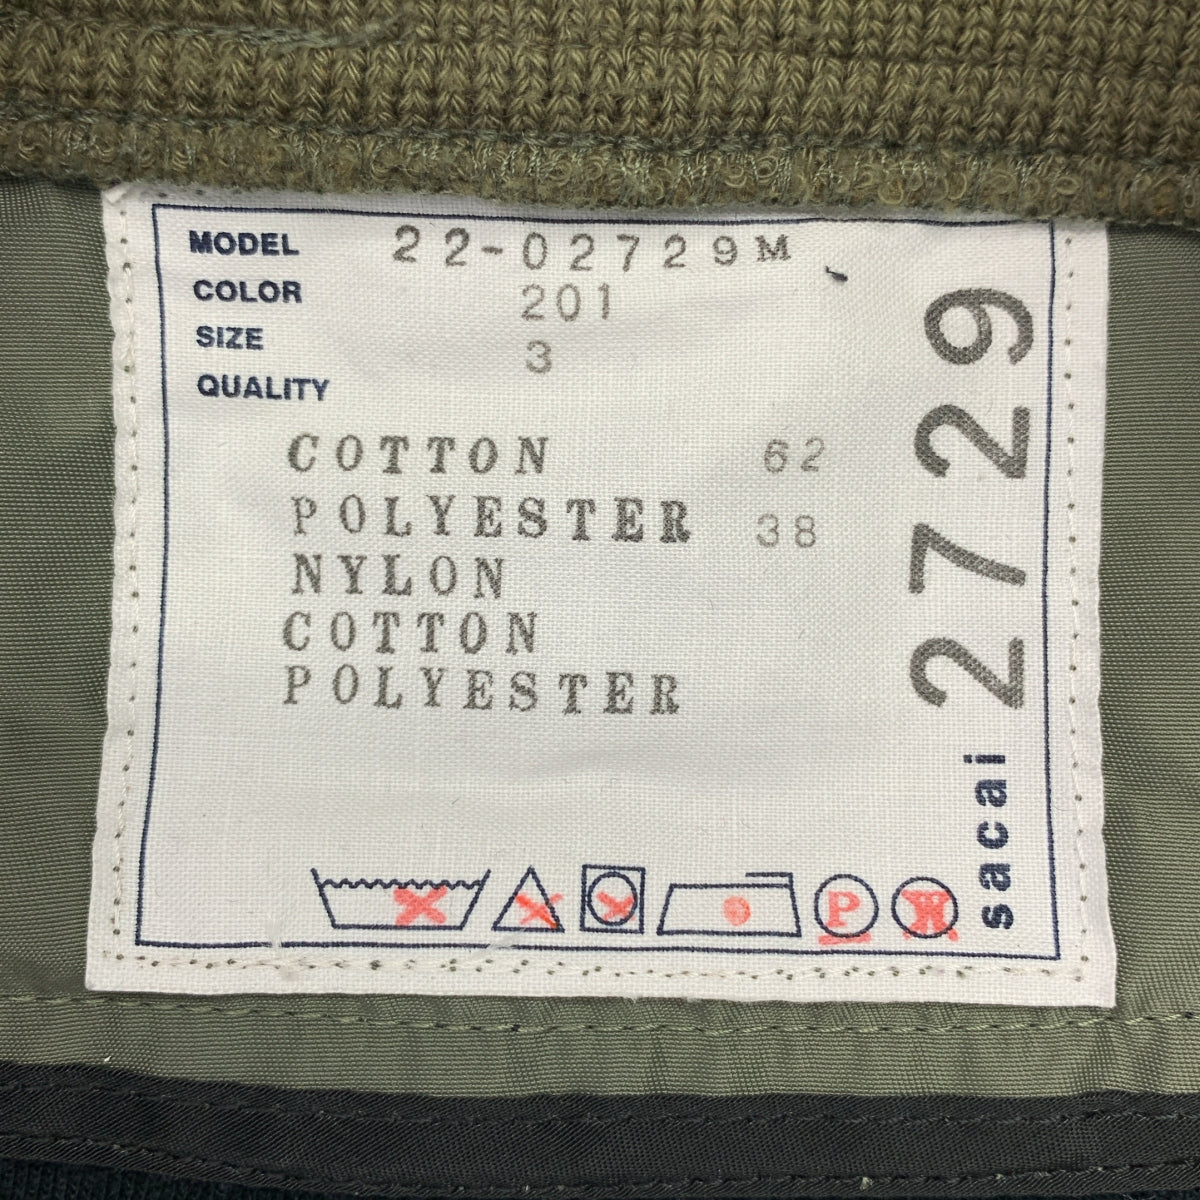 MODEL 22-02729M
COLOR 201
SIZE 3
QUALITY
COTTON 62
POLYESTER 38
NYLON
COTTON
POLYESTER
2729
sacai
P
W